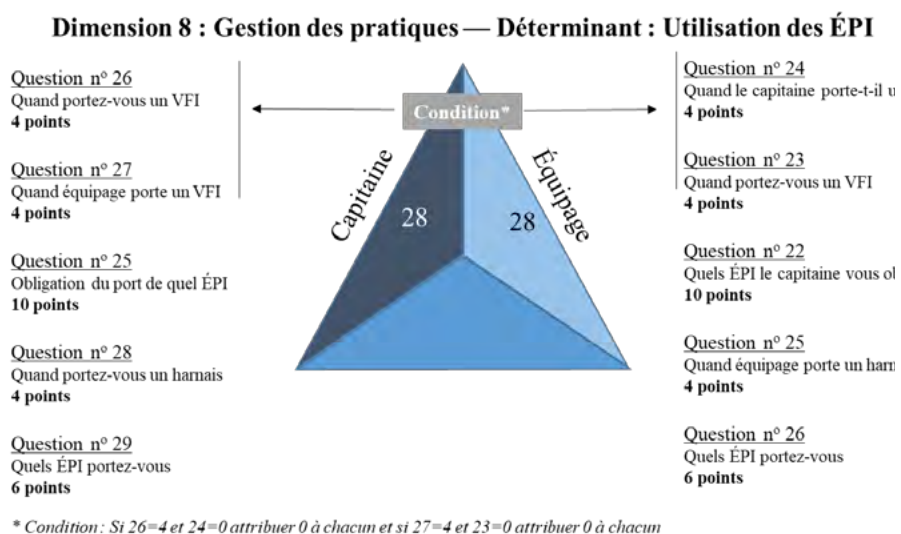 Dimension 8 : Gestion des pratiques — Déterminant : Utilisation des ÉPI
Question nº 26
Quand portez-vous un VFI
4 points
Question nº 27
Quand équipage porte un VFI
4 points
Question nº 25
Obligation du port de quel ÉPI
10 points
Question nº 28
Quand portez-vous un harnais
4 points
Question nº 29
Quels ÉPI portez-vous
6 points
Condition*
Capitaine
28
Équipage
28
Question nº 24
Quand le capitaine porte-t-il
4 points
Question nº 23
Quand portez-vous un VFI
4 points
Question nº 22
Quels ÉPI le capitaine vous
10 points
Question nº 25
Quand équipage porte un
4 points
Question nº 26
Quels ÉPI portez-vous
6 points
* Condition : Si 26=4 et 24=0 attribuer 0 à chacun et si 27=4 et 23=0 attribuer 0 à chacun